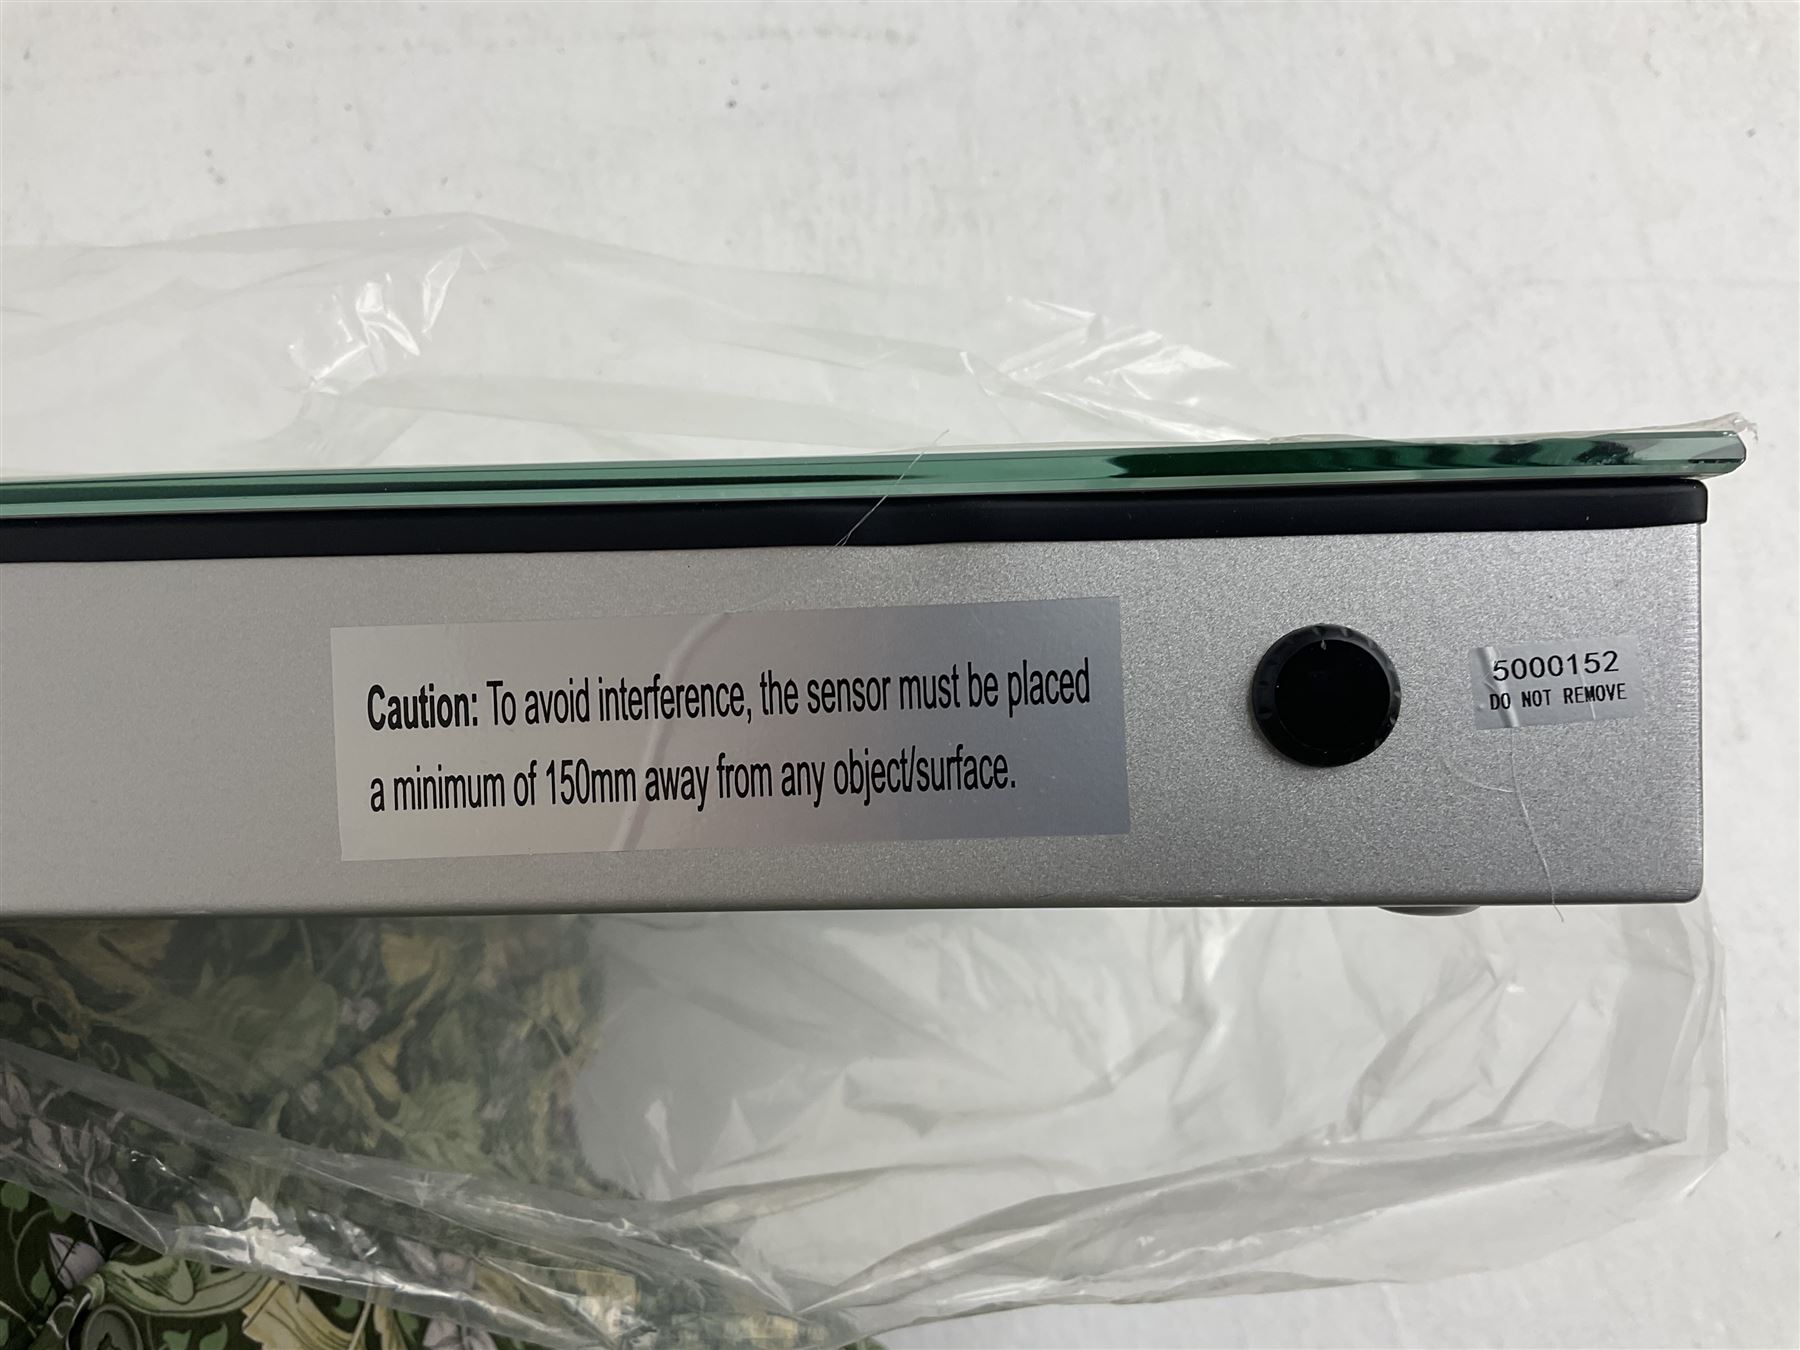 Caution: To avoid interference, the sensor must be placed
a minimum of 150mm away from any object/surface.
5000152
DO NOT REMOVE